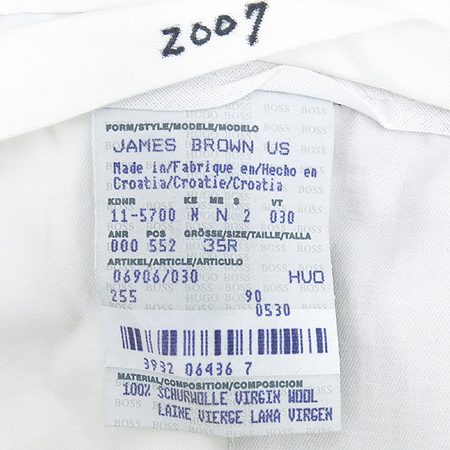 2007
FORM/STYLE/MODELE/MODELO
JAMES BROWN US
Made in/Fabrique en/Hecho en
Croatia/Croatie/Croatia
KDNR KE ME S VT
11-5700 N N 2 030
ANR POS GRÖSSE/SIZE/TAILLE/TALLA
000 552 35R
ARTIKEL/ARTICLE/ARTICULO
06906/030 HUD
255 90
0530
3932 06436 7
MATERIAL/COMPOSITION/COMPOSICION
100% SCHURWOLLE VIRGIN WOOL
LAINE VIERGE LANA VIRGEN